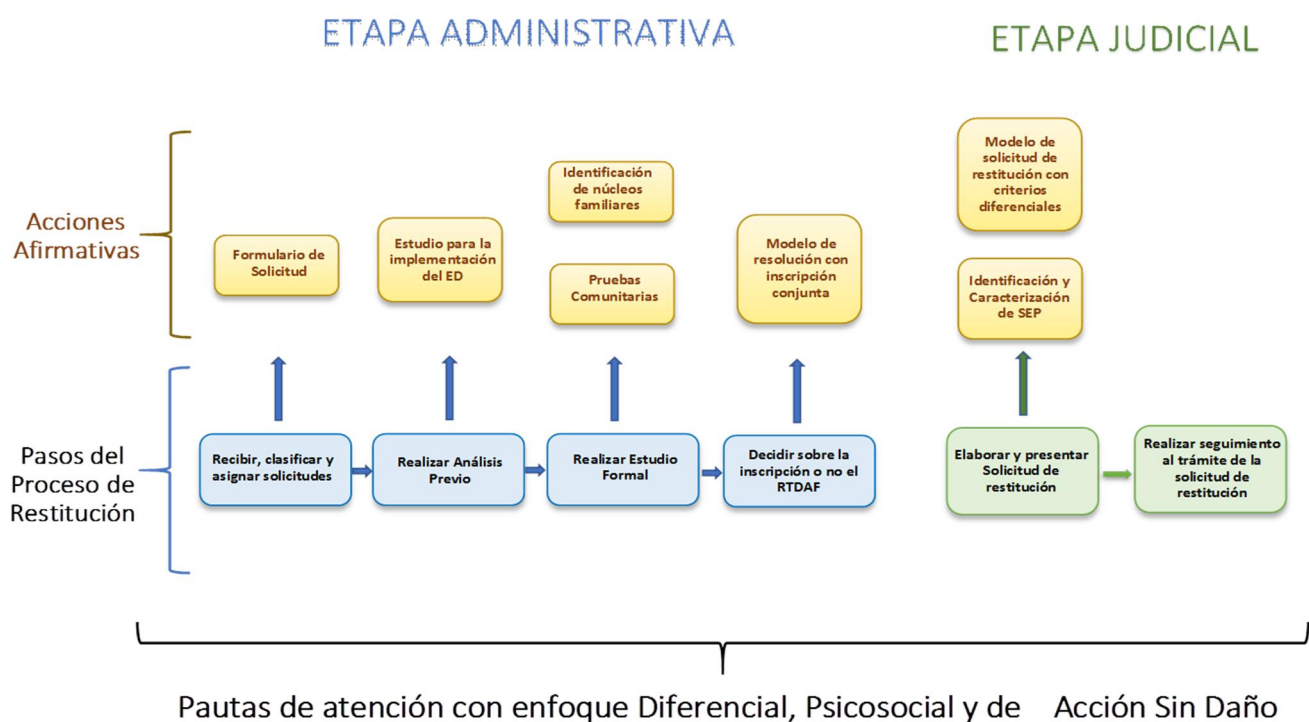 ETAPA ADMINISTRATIVA
ETAPA JUDICIAL
Acciones
Afirmativas
Formulario de
Solicitud
Estudio para la
implementación
del ED
Identificación
de núcleos
familiares
Pruebas
Comunitarias
Modelo de
resolución con
inscripción
conjunta
Modelo de
solicitud de
restitución con
criterios
diferenciales
Identificación y
Caracterización
de SEP
Pasos del
Proceso de
Restitución
Recibir, clasificar y
asignar solicitudes
Realizar Análisis
Previo
Realizar Estudio
Formal
Decidir sobre la
inscripción o no el
RTDAF
Elaborar y presentar
Solicitud de
restitución
Realizar seguimiento
al trámite de la
solicitud de
restitución
Pautas de atención con enfoque Diferencial, Psicosocial y de Acción Sin Daño